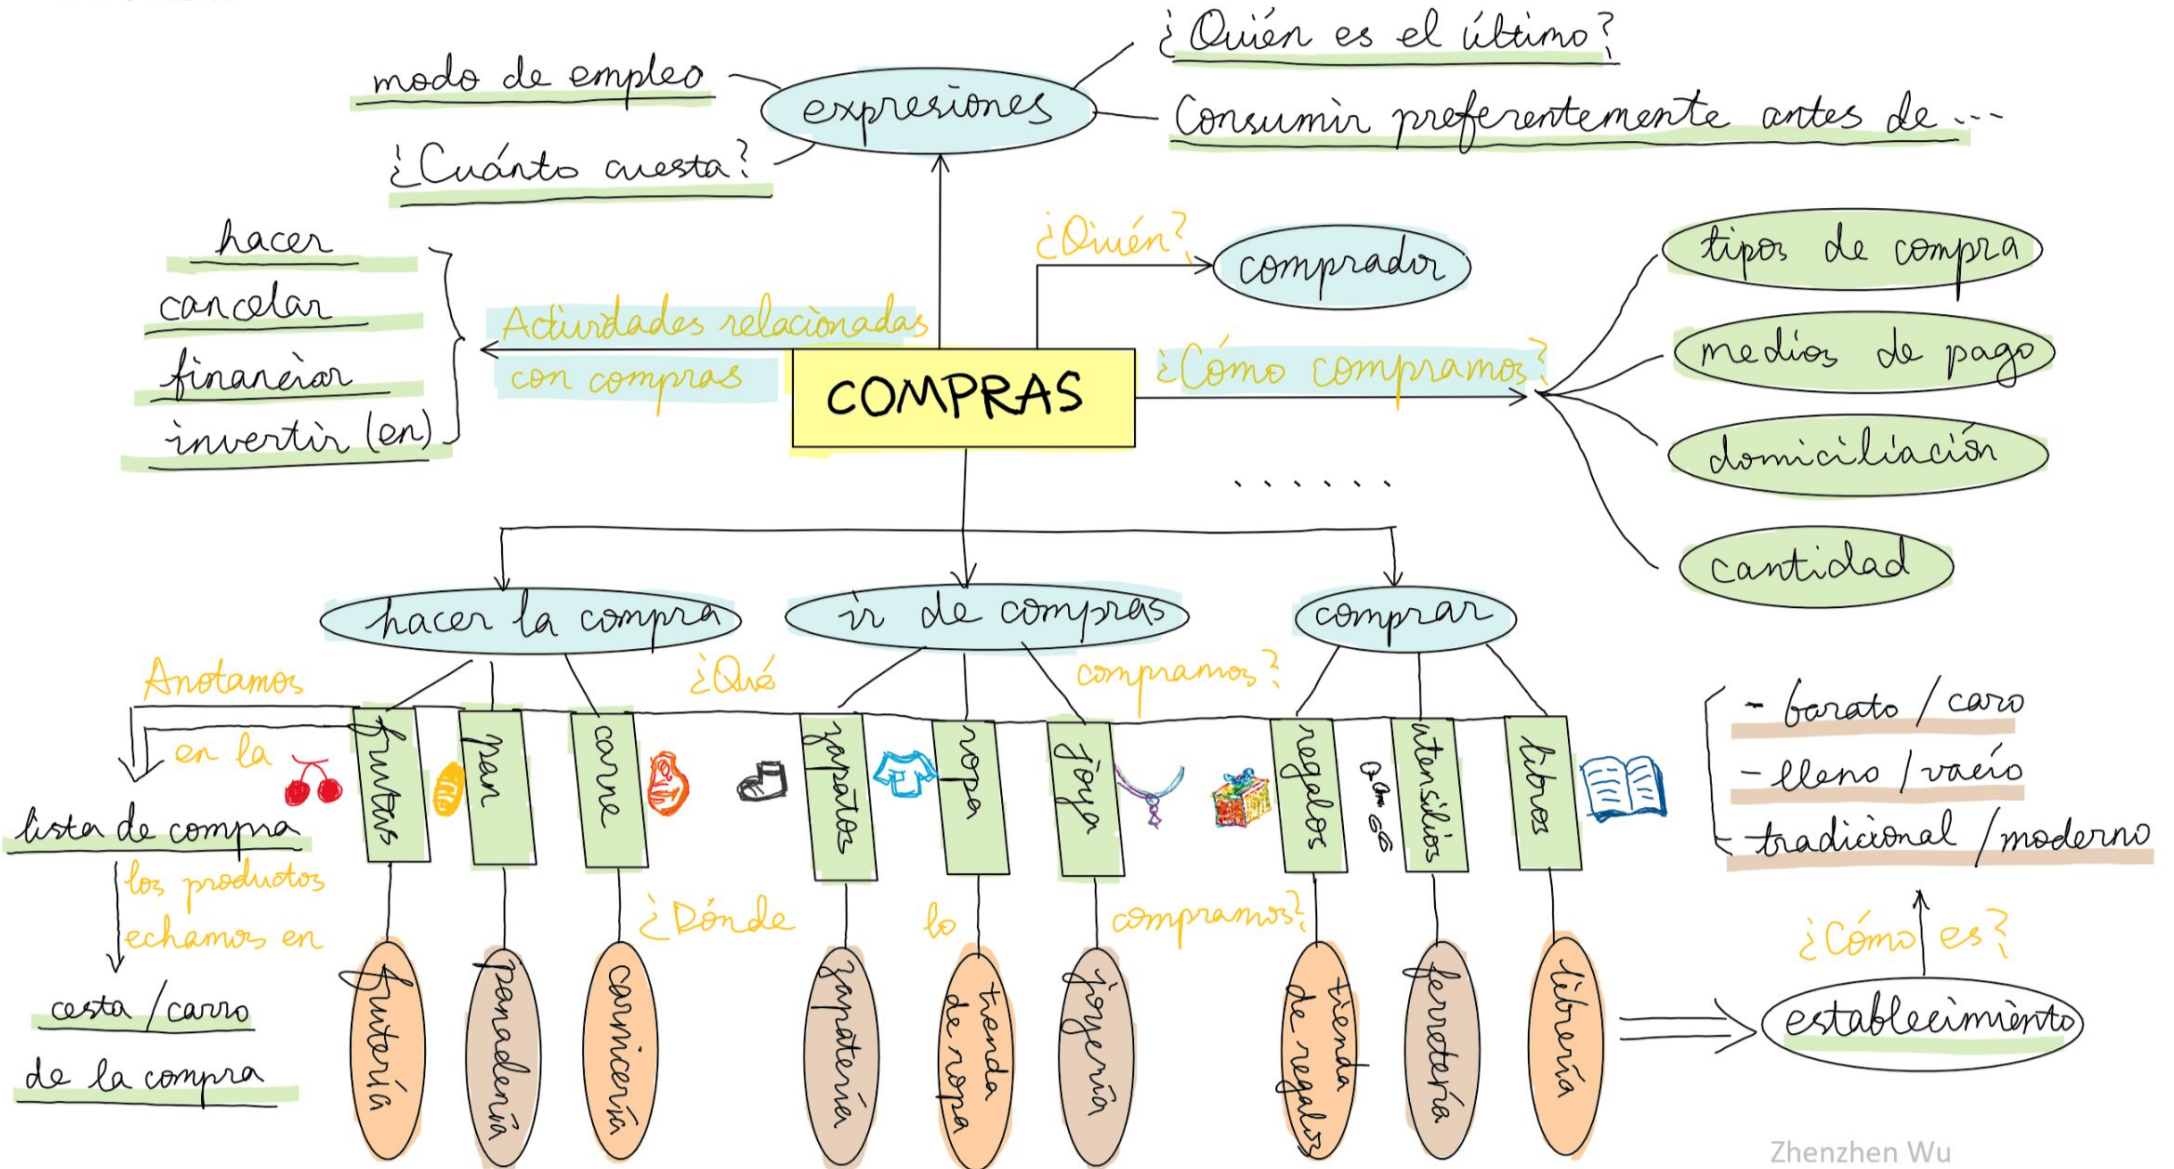 ¿Quién es el último?
modo de empleo
expresiones
Consumir preferentemente antes de ...
¿Cuánto cuesta?
hacer
cancelar
financiar
invertir (en)
Actividades relacionadas
con compras
¿Quién?
comprador
COMPRAS
¿Cómo compramos?
tipos de compra
medios de pago
domiciliación
cantidad
......
hacer la compra
ir de compras
comprar
Anotamos
en la
lista de compra
los productos
echamos en
cesta / carro
de la compra
¿Qué compramos?
frutas
pan
carne
zapatos
ropa
joya
regalos
utensilios
libros
¿Dónde lo compramos?
frutería
panadería
carnicería
zapatería
tienda
de ropa
joyería
tienda
de regalos
ferretería
librería
- barato / caro
- lleno / vacío
- tradicional / moderno
¿Cómo es?
establecimiento
Zhenzhen Wu